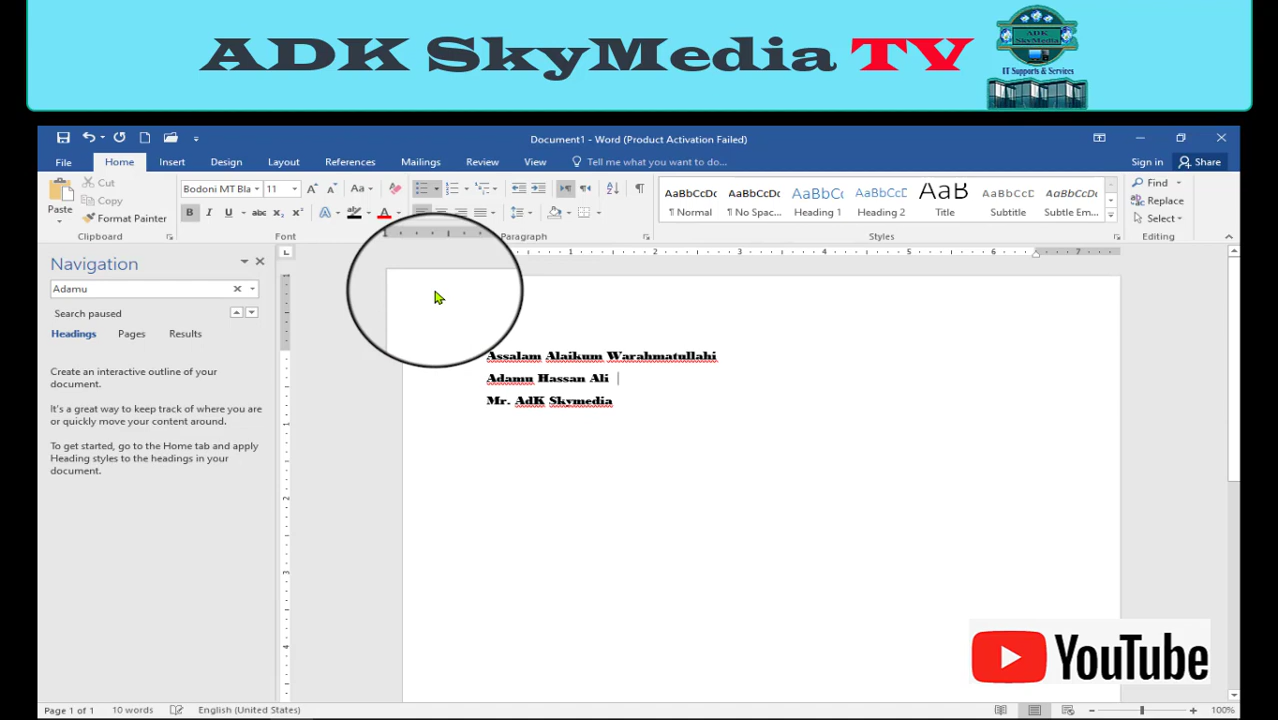 ADK SkyMedia TV
ADK
SkyMedia
IT Supports & Services
Document1 - Word (Product Activation Failed)
File Home Insert Design Layout References Mailings Review View Tell me what you want to do... Sign in Share
Paste
Cut
Copy
Format Painter
Clipboard
Bodoni MT Bla 11
Font
Paragraph
AaBbCcDc AaBbCcDc AaBbC AaBbCcD AaB AaBbCcC AaBbCcDc
¶ Normal ¶ No Spac... Heading 1 Heading 2 Title Subtitle Subtle Em...
Styles
Find
Replace
Select
Editing
Navigation
Adamu
Search paused
Headings Pages Results
Create an interactive outline of your
document.
It's a great way to keep track of where you are
or quickly move your content around.
To get started, go to the Home tab and apply
Heading styles to the headings in your
document.
Assalam Alaikum Warahmatullahi
Adamu Hassan Ali
Mr. AdK Skymedia
YouTube
Page 1 of 1 10 words English (United States) 100%